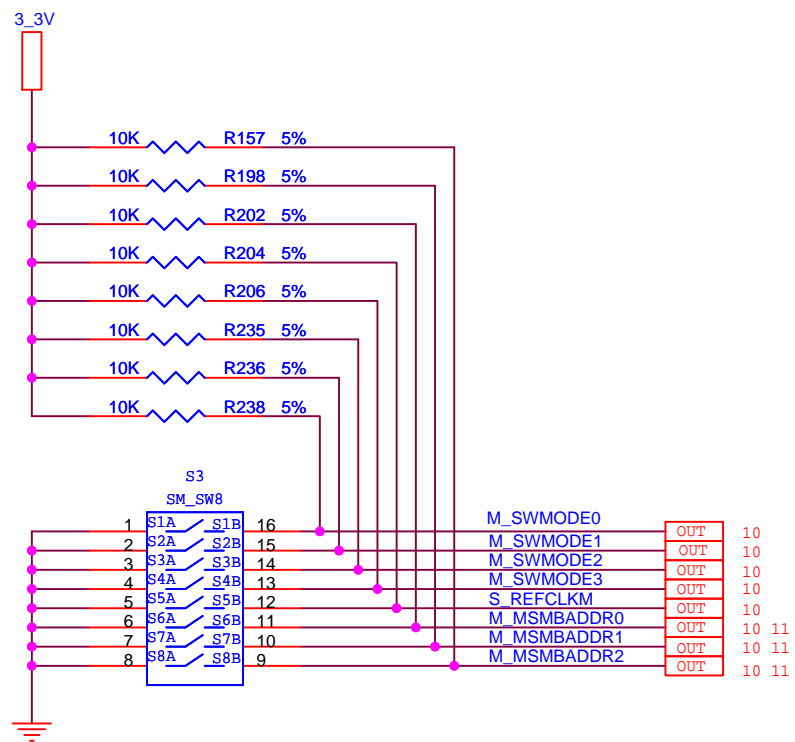 3_3V
10K R157 5%
10K R198 5%
10K R202 5%
10K R204 5%
10K R206 5%
10K R235 5%
10K R236 5%
10K R238 5%
S3
SM_SW8
1 S1A S1B 16 M_SWMODE0 OUT 10
2 S2A S2B 15 M_SWMODE1 OUT 10
3 S3A S3B 14 M_SWMODE2 OUT 10
4 S4A S4B 13 M_SWMODE3 OUT 10
5 S5A S5B 12 S_REFCLKM OUT 10
6 S6A S6B 11 M_MSMBADDR0 OUT 10 11
7 S7A S7B 10 M_MSMBADDR1 OUT 10 11
8 S8A S8B 9 M_MSMBADDR2 OUT 10 11